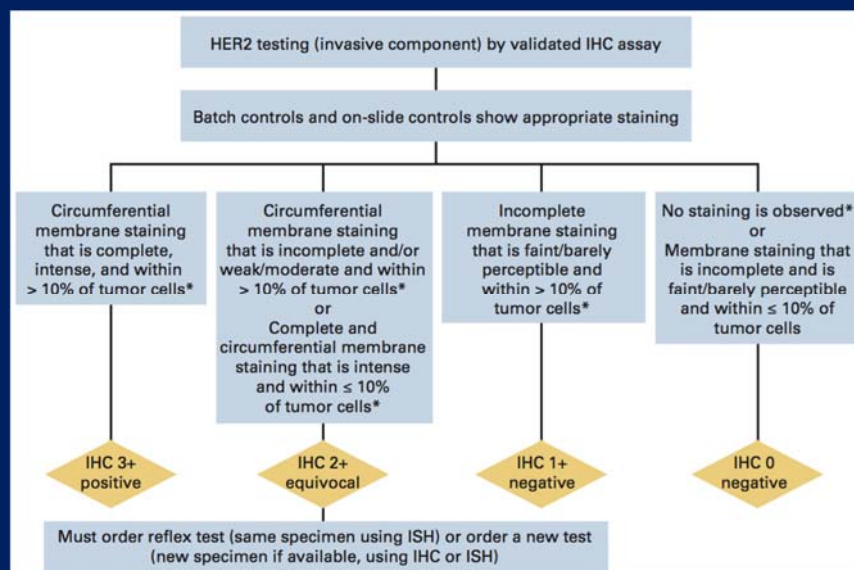 HER2 testing (invasive component) by validated IHC assay
Batch controls and on-slide controls show appropriate staining
Circumferential
membrane staining
that is complete,
intense, and within
> 10% of tumor cells*
Circumferential
membrane staining
that is incomplete and/or
weak/moderate and within
> 10% of tumor cells*
or
Complete and
circumferential membrane
staining that is intense
and within ≤ 10%
of tumor cells*
Incomplete
membrane staining
that is faint/barely
perceptible and
within > 10% of
tumor cells*
No staining is observed*
or
Membrane staining that
is incomplete and is
faint/barely perceptible
and within ≤ 10% of
tumor cells
IHC 3+
positive
IHC 2+
equivocal
IHC 1+
negative
IHC 0
negative
Must order reflex test (same specimen using ISH) or order a new test
(new specimen if available, using IHC or ISH)